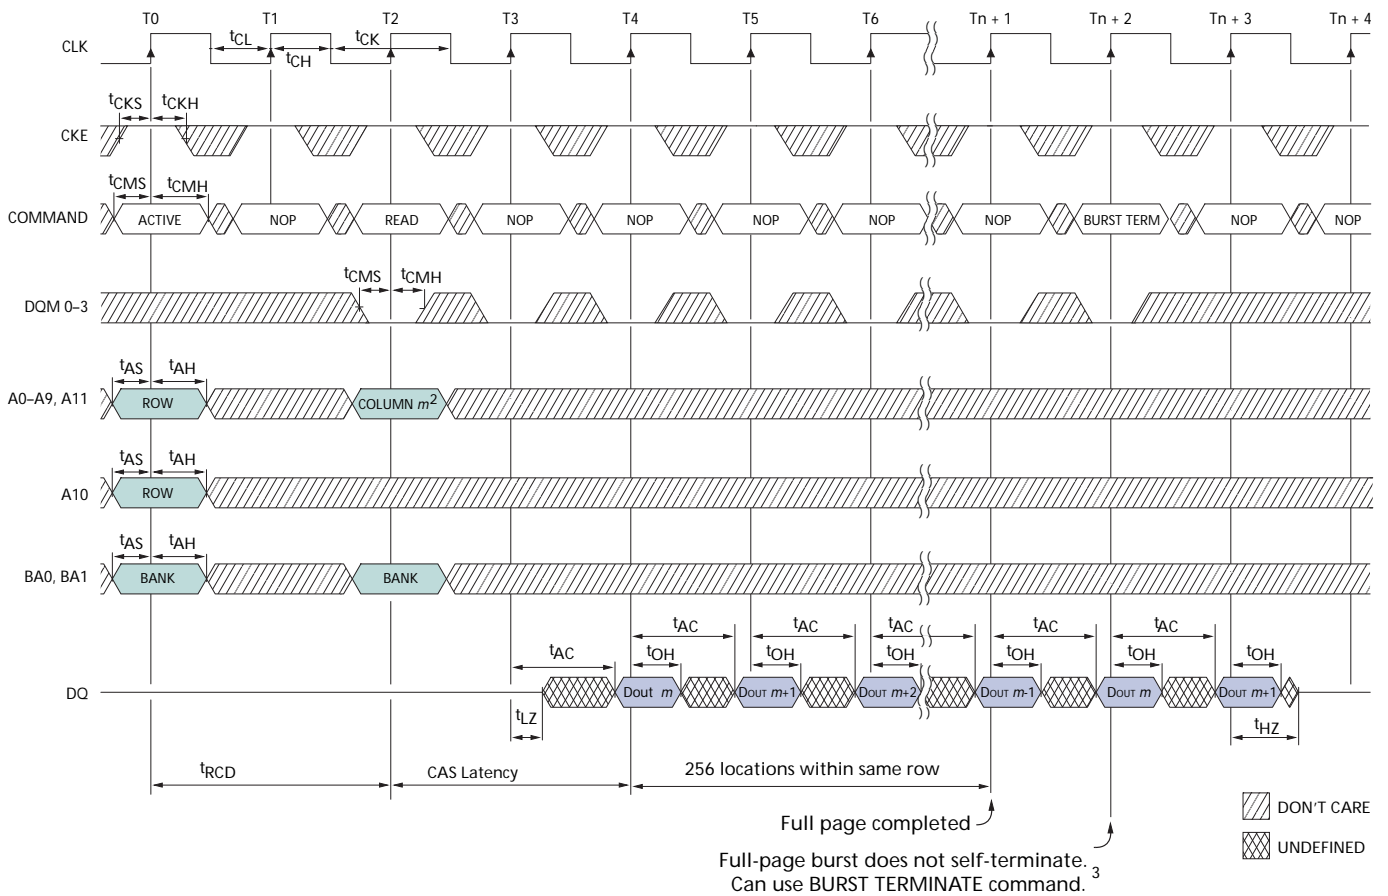 T0 T1 T2 T3 T4 T5 T6 Tn + 1 Tn + 2 Tn + 3 Tn + 4
CLK tCL tCH tCK
tCKS tCKH
CKE
tCMS tCMH
COMMAND ACTIVE NOP READ NOP NOP NOP NOP NOP BURST TERM NOP NOP
tCMS tCMH
DQM 0–3
tAS tAH
A0–A9, A11 ROW COLUMN m2
tAS tAH
A10 ROW
tAS tAH
BA0, BA1 BANK BANK
tAC tAC tAC tAC tAC tAC
tOH tOH tOH tOH tOH tOH
DQ Dout m DOUT m+1 DOUT m+2 DOUT m-1 DOUT m DOUT m+1
tLZ tHZ
tRCD CAS Latency 256 locations within same row
Full page completed
Full-page burst does not self-terminate. 3
Can use BURST TERMINATE command.
DON'T CARE
UNDEFINED